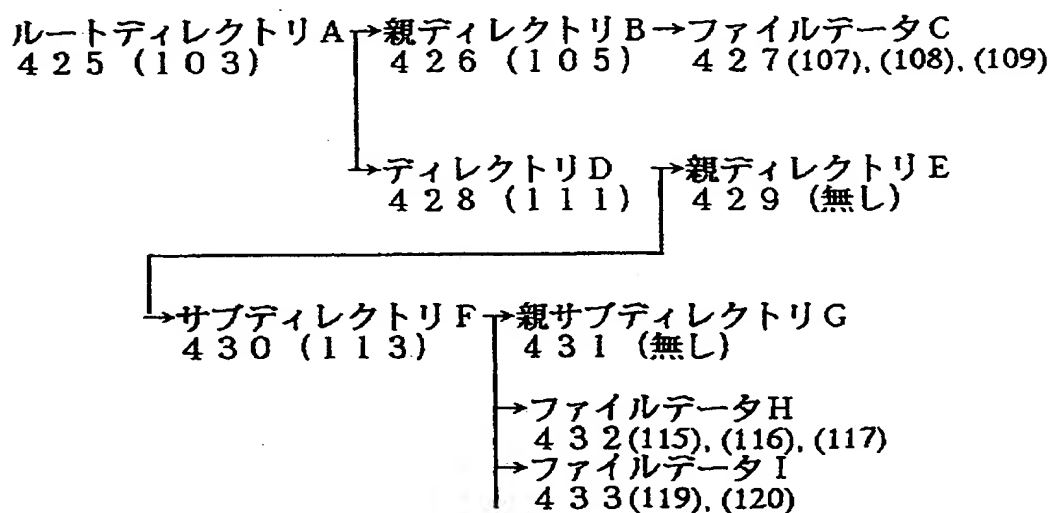 ルートディレクトリA→親ディレクトリB→ファイルデータC
425 (103) 426 (105) 427(107), (108), (109)
→ディレクトリD →親ディレクトリE
428 (111) 429 (無し)
→サブディレクトリF→親サブディレクトリG
430 (113) 431 (無し)
→ファイルデータH
432(115), (116), (117)
→ファイルデータI
433(119), (120)